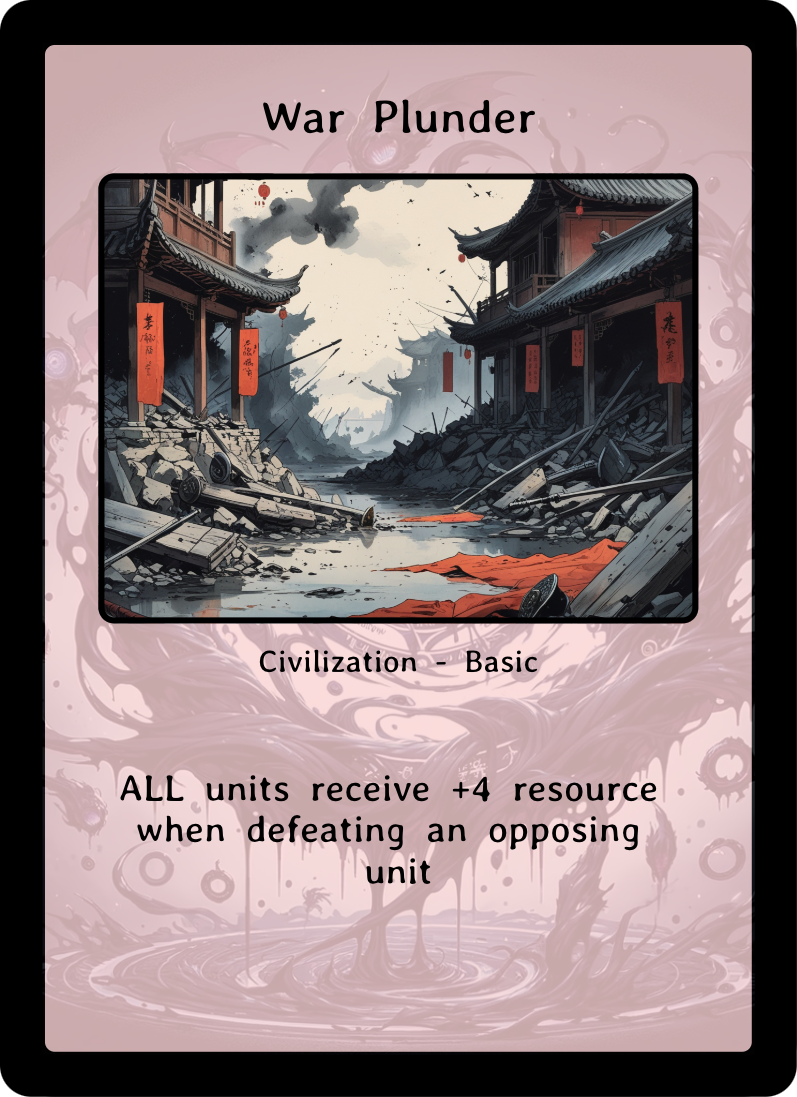 War Plunder
Civilization - Basic
ALL units receive +4 resource
when defeating an opposing
unit